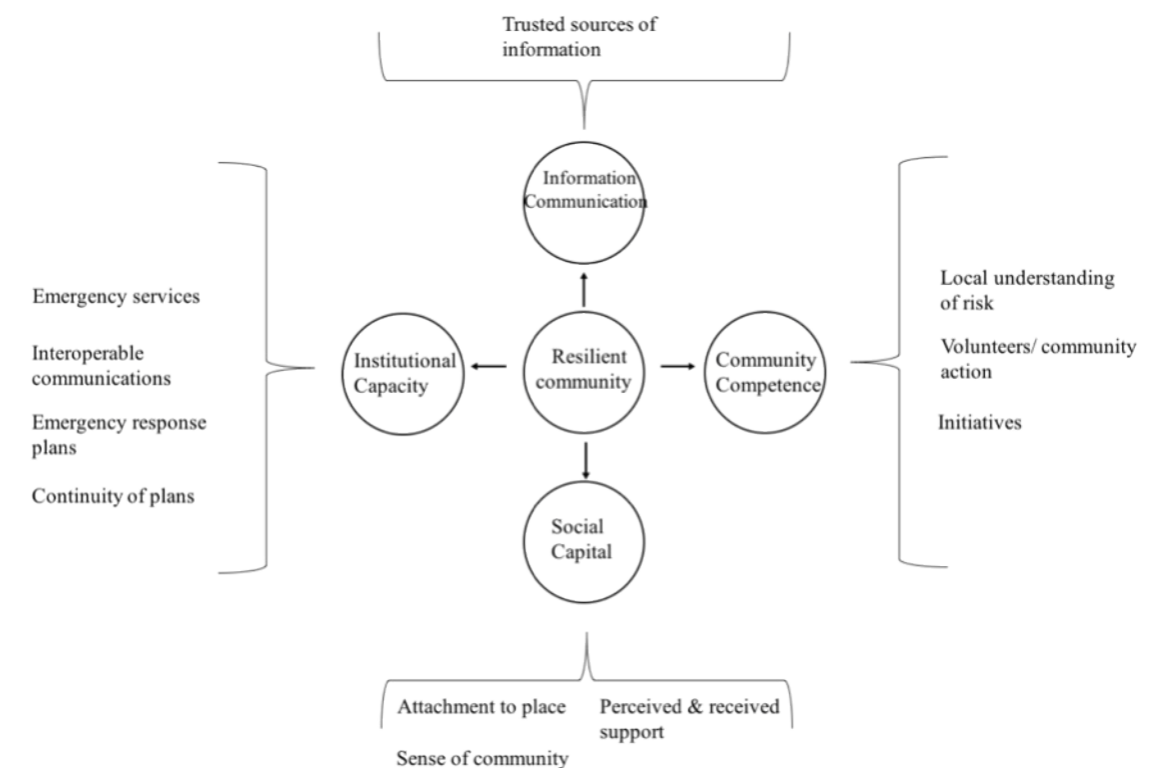 Trusted sources of
information
Information
Communication
Emergency services
Interoperable
communications
Emergency response
plans
Continuity of plans
Institutional
Capacity
Resilient
community
Community
Competence
Local understanding
of risk
Volunteers/ community
action
Initiatives
Social
Capital
Attachment to place
Sense of community
Perceived & received
support